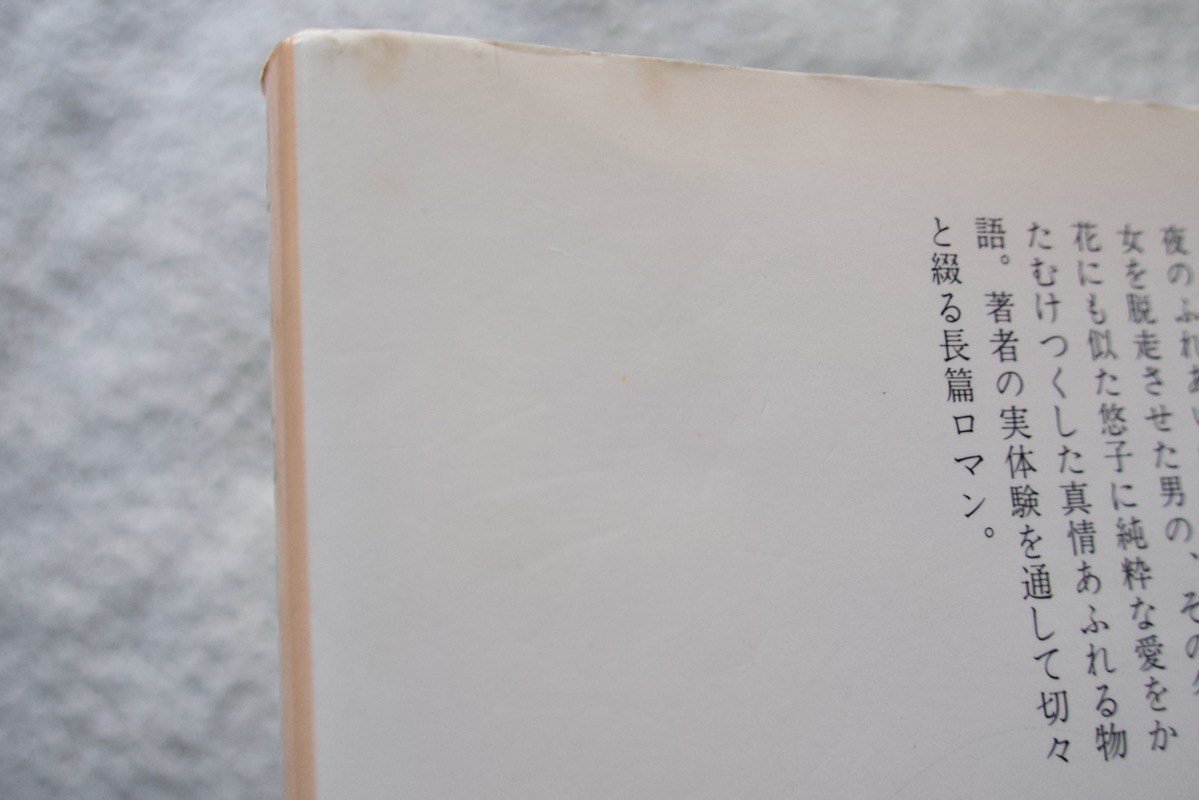 夜のふれあい
女を脱走させた男の、その
花にも似た悠子に純粋な愛をか
たむけつくした真情あふれる物
語。著者の実体験を通して切々
と綴る長篇ロマン。